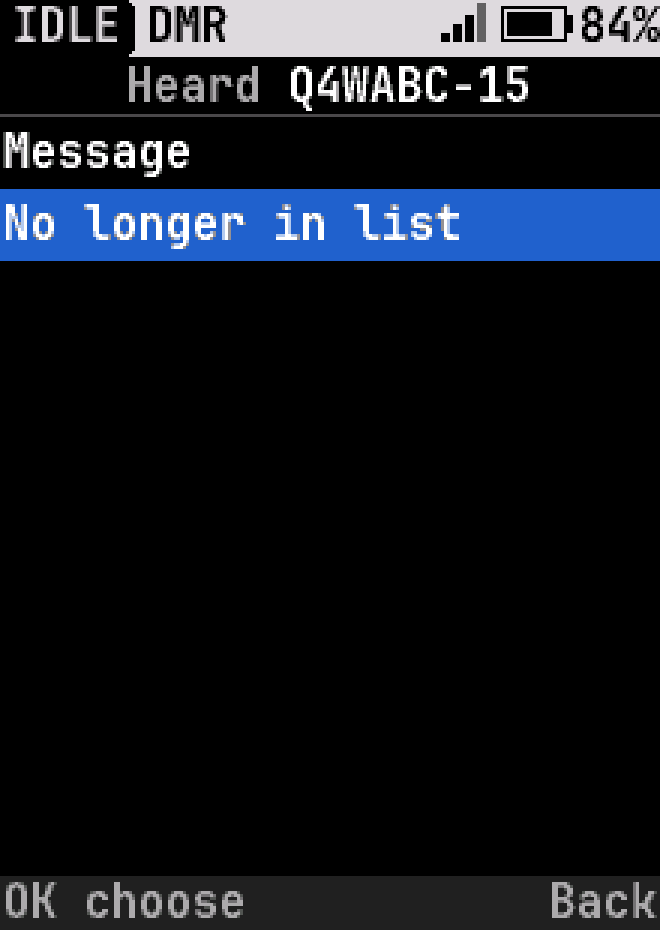 IDLE DMR 84%
Heard Q4WABC-15
Message
No longer in list
OK choose Back